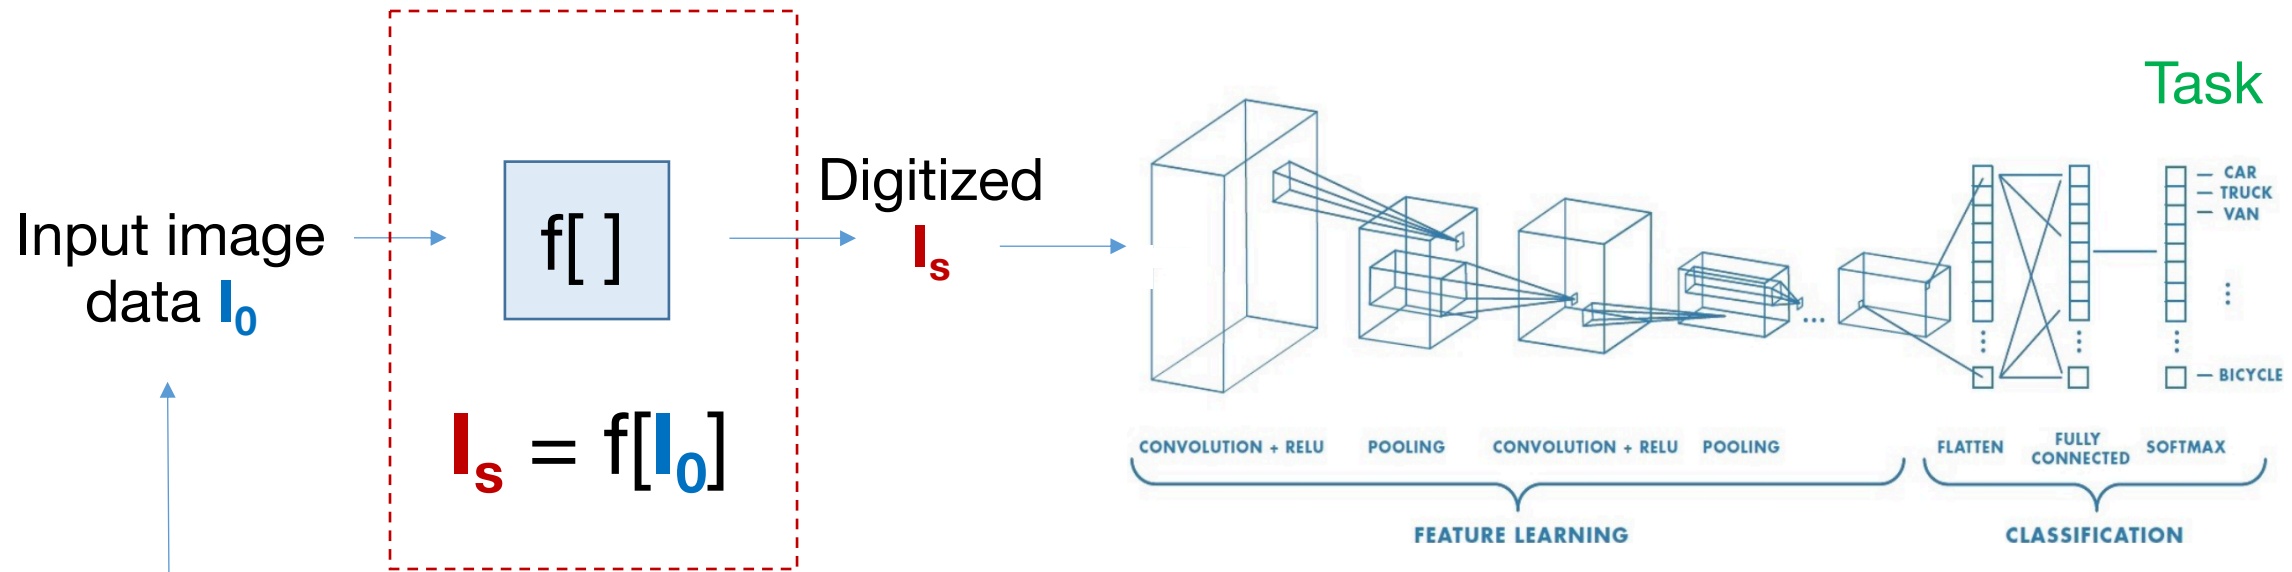 Input image
data I0
f[ ]
Is = f[I0]
Digitized
Is
Task
CAR
TRUCK
VAN
BICYCLE
...
CONVOLUTION + RELU
POOLING
CONVOLUTION + RELU
POOLING
FLATTEN
FULLY
CONNECTED
SOFTMAX
FEATURE LEARNING
CLASSIFICATION